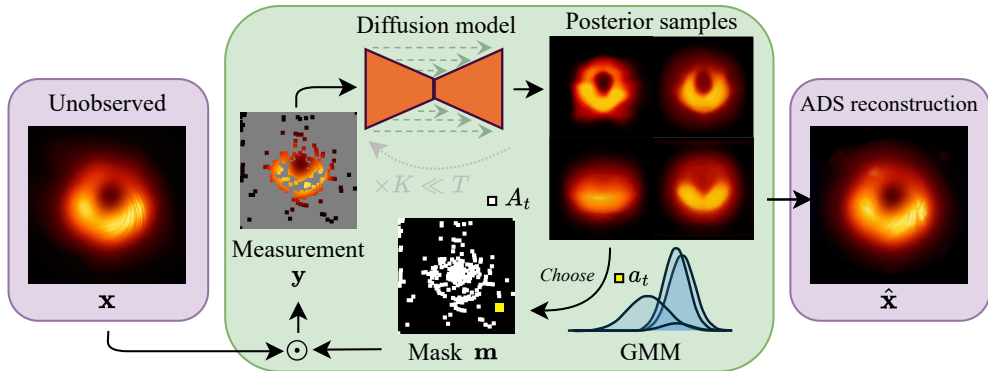 Unobserved
x
Diffusion model
×K ≪ T
Measurement
y
⊙
A_t
Mask m
Posterior samples
Choose
a_t
GMM
ADS reconstruction
x̂